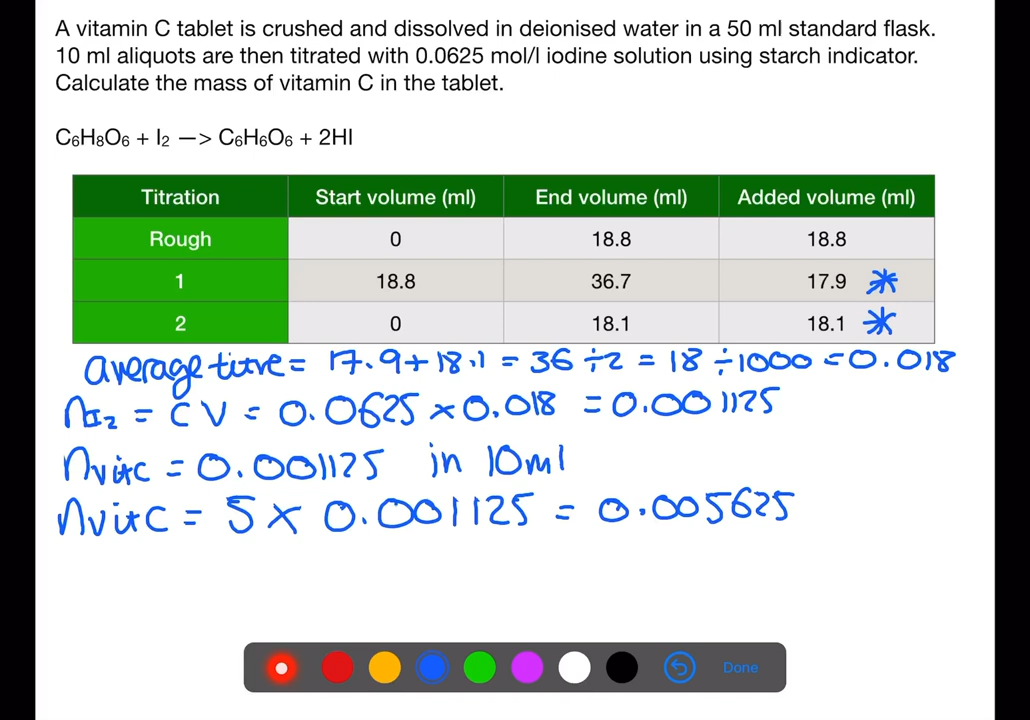 A vitamin C tablet is crushed and dissolved in deionised water in a 50 ml standard flask.
10 ml aliquots are then titrated with 0.0625 mol/l iodine solution using starch indicator.
Calculate the mass of vitamin C in the tablet.
C₆H₈O₆ + I₂ —> C₆H₆O₆ + 2HI
Titration Start volume (ml) End volume (ml) Added volume (ml)
Rough 0 18.8 18.8
1 18.8 36.7 17.9 *
2 0 18.1 18.1 *
average titre = 17.9 + 18.1 = 36 ÷ 2 = 18 ÷ 1000 = 0.018
nI₂ = CV = 0.0625 × 0.018 = 0.001125
nvitc = 0.001125 in 10ml
nvitC = 5 × 0.001125 = 0.005625
Done